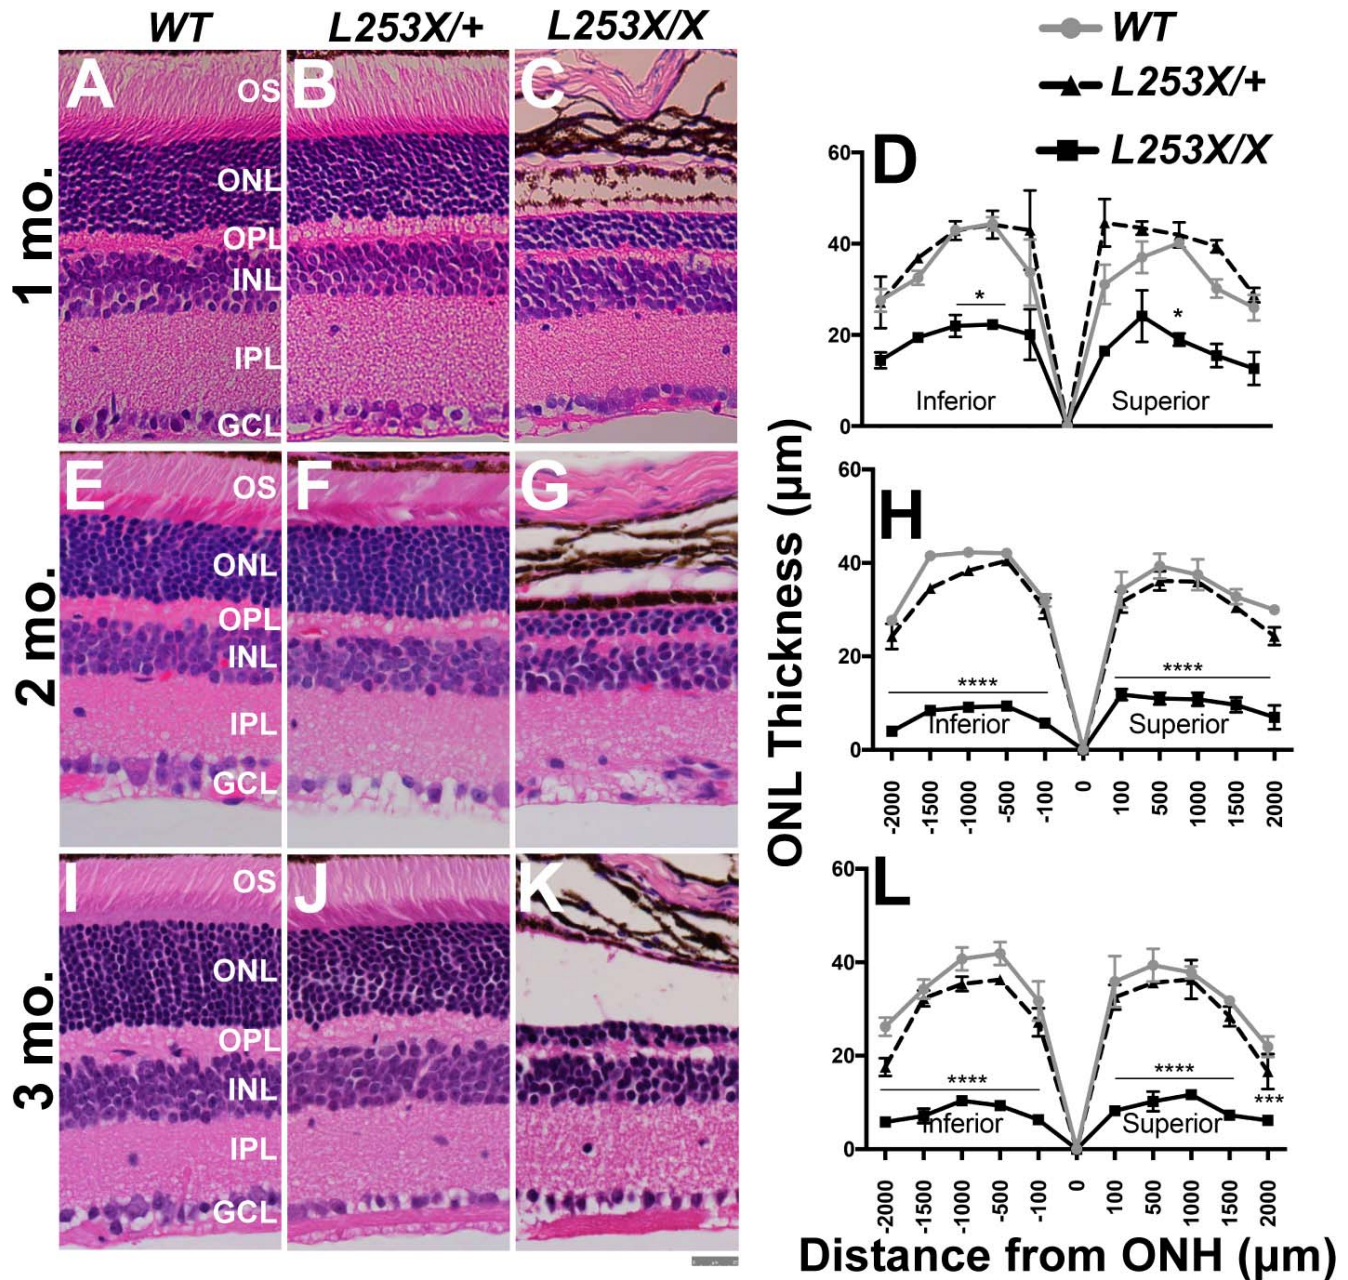 WT L253X/+ L253X/X
1 mo.
A OS B C
ONL
OPL
INL
IPL
GCL
2 mo.
E OS F G
ONL
OPL
INL
IPL
GCL
3 mo.
I OS J K
ONL
OPL
INL
IPL
GCL
WT
L253X/+
L253X/X
ONL Thickness (µm)
D
60
40
20
0
* *
Inferior Superior
H
60
40
20
0
**** ****
Inferior Superior
-2000 -1500 -1000 -500 -100 0 100 500 1000 1500 2000
L
60
40
20
0
**** **** ***
Inferior Superior
-2000 -1500 -1000 -500 -100 0 100 500 1000 1500 2000
Distance from ONH (µm)